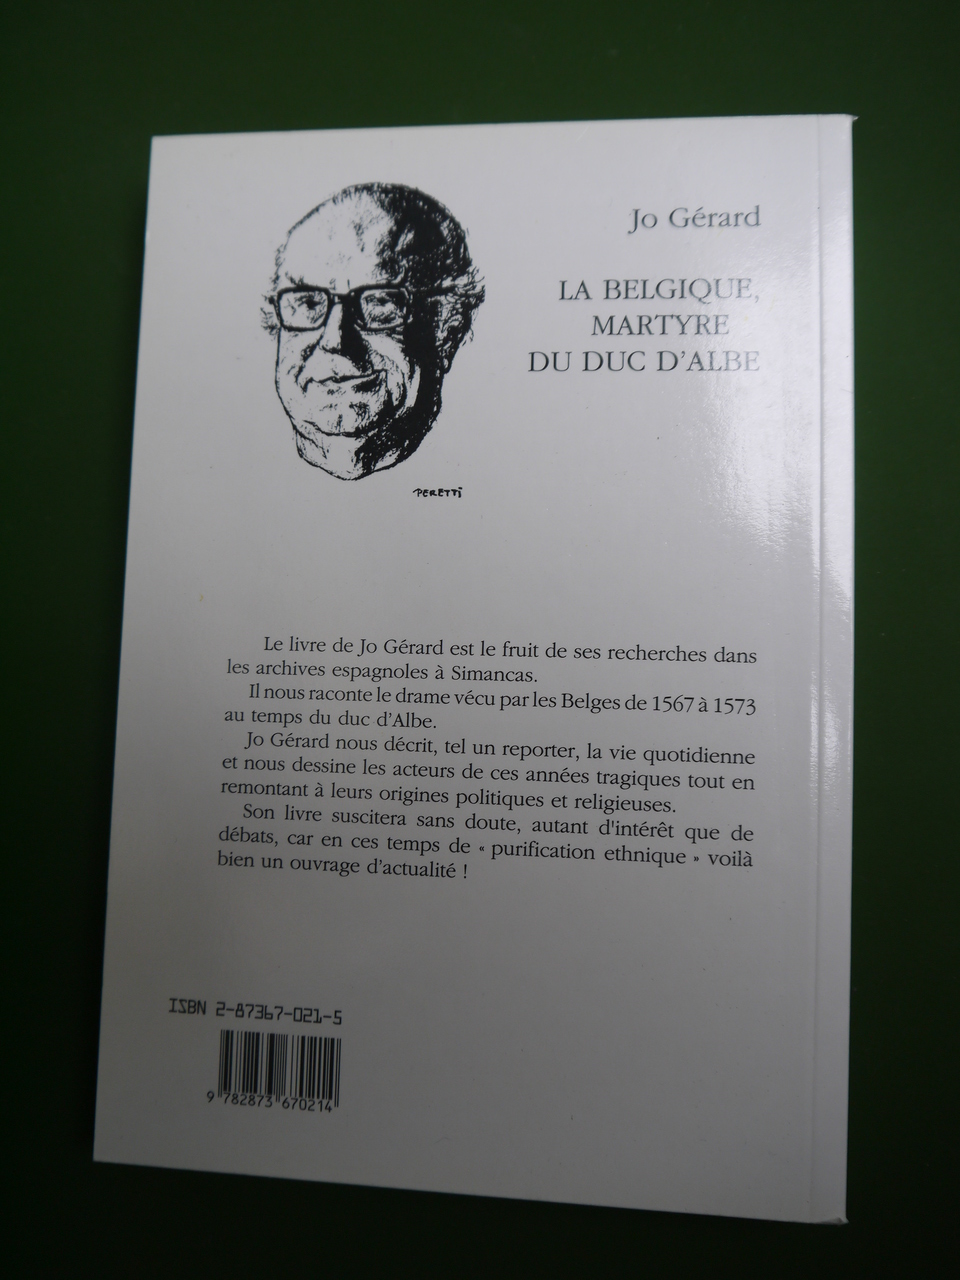 Jo Gérard
LA BELGIQUE,
MARTYRE
DU DUC D'ALBE
PERETTI
Le livre de Jo Gérard est le fruit de ses recherches dans
les archives espagnoles à Simancas.
Il nous raconte le drame vécu par les Belges de 1567 à 1573
au temps du duc d'Albe.
Jo Gérard nous décrit, tel un reporter, la vie quotidienne
et nous dessine les acteurs de ces années tragiques tout en
remontant à leurs origines politiques et religieuses.
Son livre suscitera sans doute, autant d'intérêt que de
débats, car en ces temps de « purification ethnique » voilà
bien un ouvrage d'actualité !
ISBN 2-87367-021-5
9 782873 670214